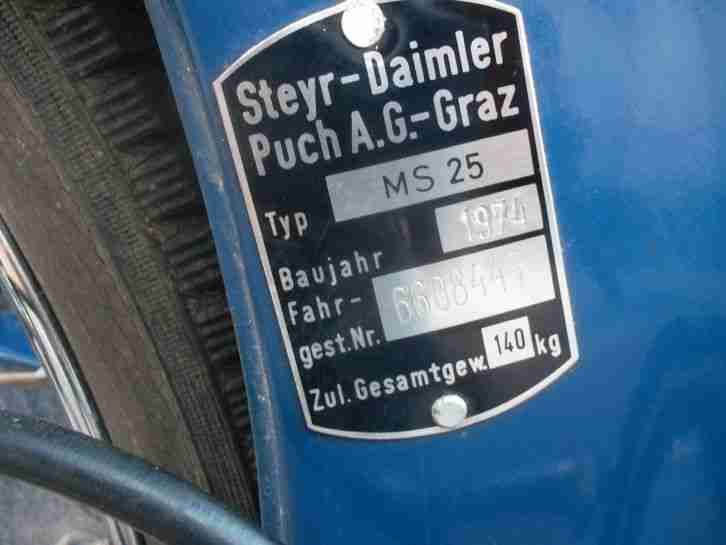 Steyr-Daimler
Puch A.G.-Graz
Typ MS 25
Baujahr 1974
Fahr-
gest.Nr.
Zul. Gesamtgew. 140 kg